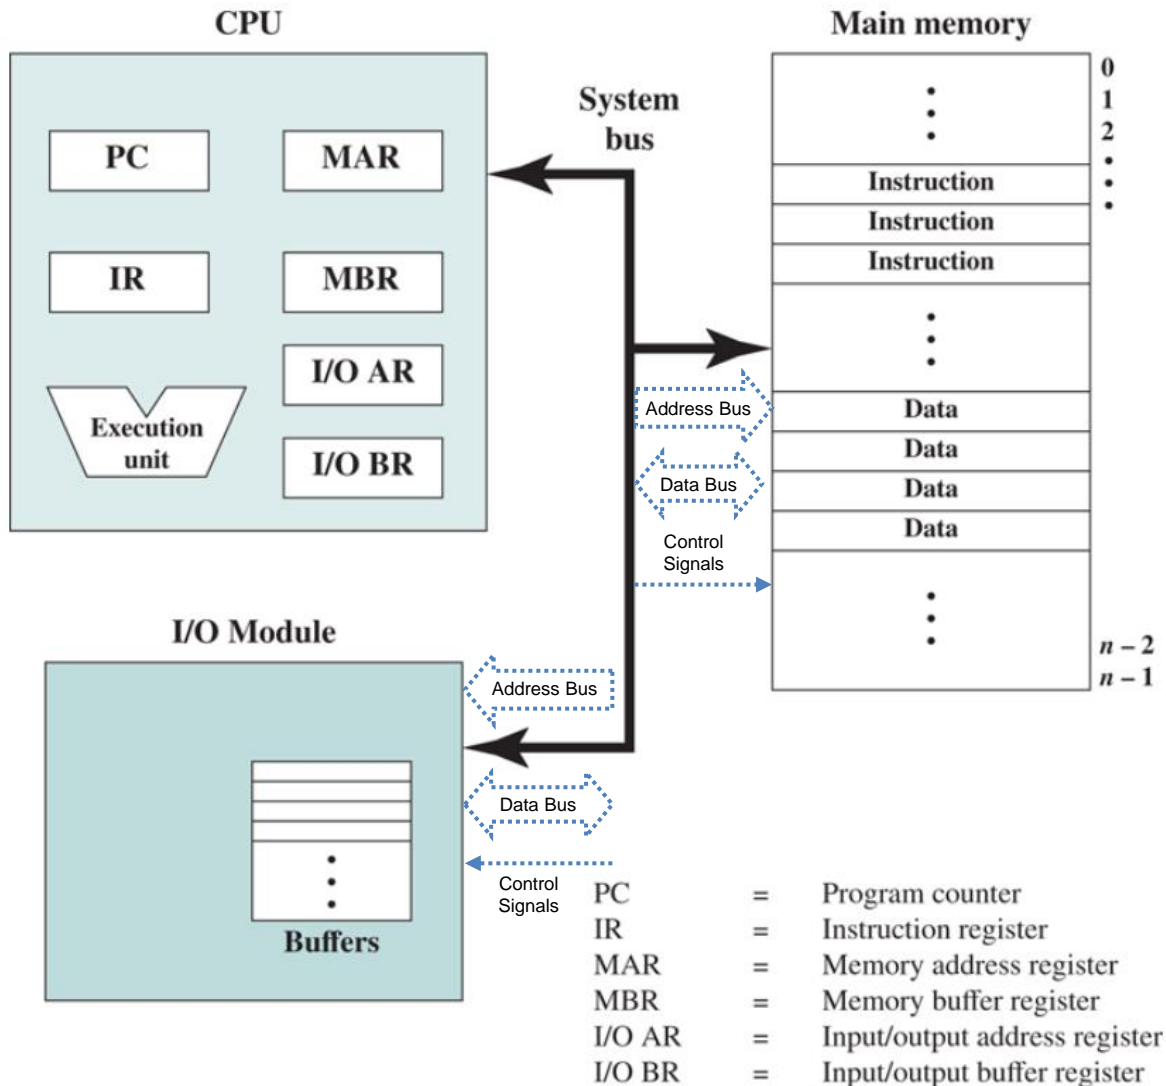 CPU
PC
MAR
IR
MBR
I/O AR
Execution
unit
I/O BR
System
bus
Main memory
0
1
2
Instruction
Instruction
Instruction
Data
Data
Data
Data
n – 2
n – 1
Address Bus
Data Bus
Control
Signals
I/O Module
Buffers
Address Bus
Data Bus
Control
Signals
PC = Program counter
IR = Instruction register
MAR = Memory address register
MBR = Memory buffer register
I/O AR = Input/output address register
I/O BR = Input/output buffer register